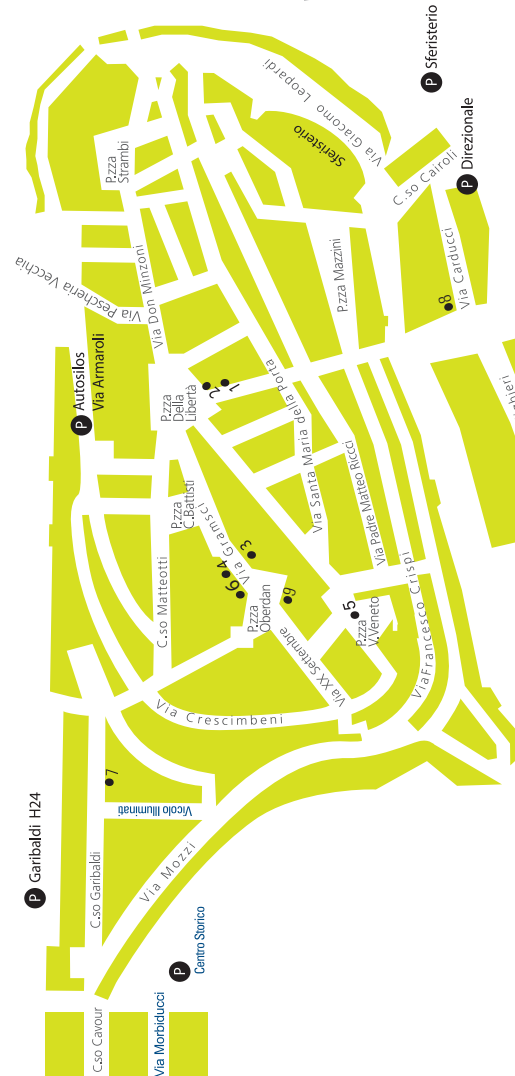 P Sferisterio
P Direzionale
Via Giacomo Leopardi
Sferisterio
C.so Cairoli
Via Carducci
8
P.zza
Strambi
P.zza Mazzini
Via Pescheria Vecchia
Via Don Minzoni
P Autosilos
Via Armaroli
P.zza
Della
Libertà
2
1
Via Santa Maria della Porta
ghieri
P.zza
C.Battisti
Via Gramsci
3
4
6
Via Padre Matteo Riccci
C.so Matteotti
P.zza
Oberdan
9
5
P.zza
V.Veneto
ViaFrancesco Crispi
Via XX Settembre
Via Crescimbeni
7
Vicolo Illuminati
P Garibaldi H24
C.so Garibaldi
Via Mozzi
P
Centro Storico
C.so Cavour
Via Morbiducci